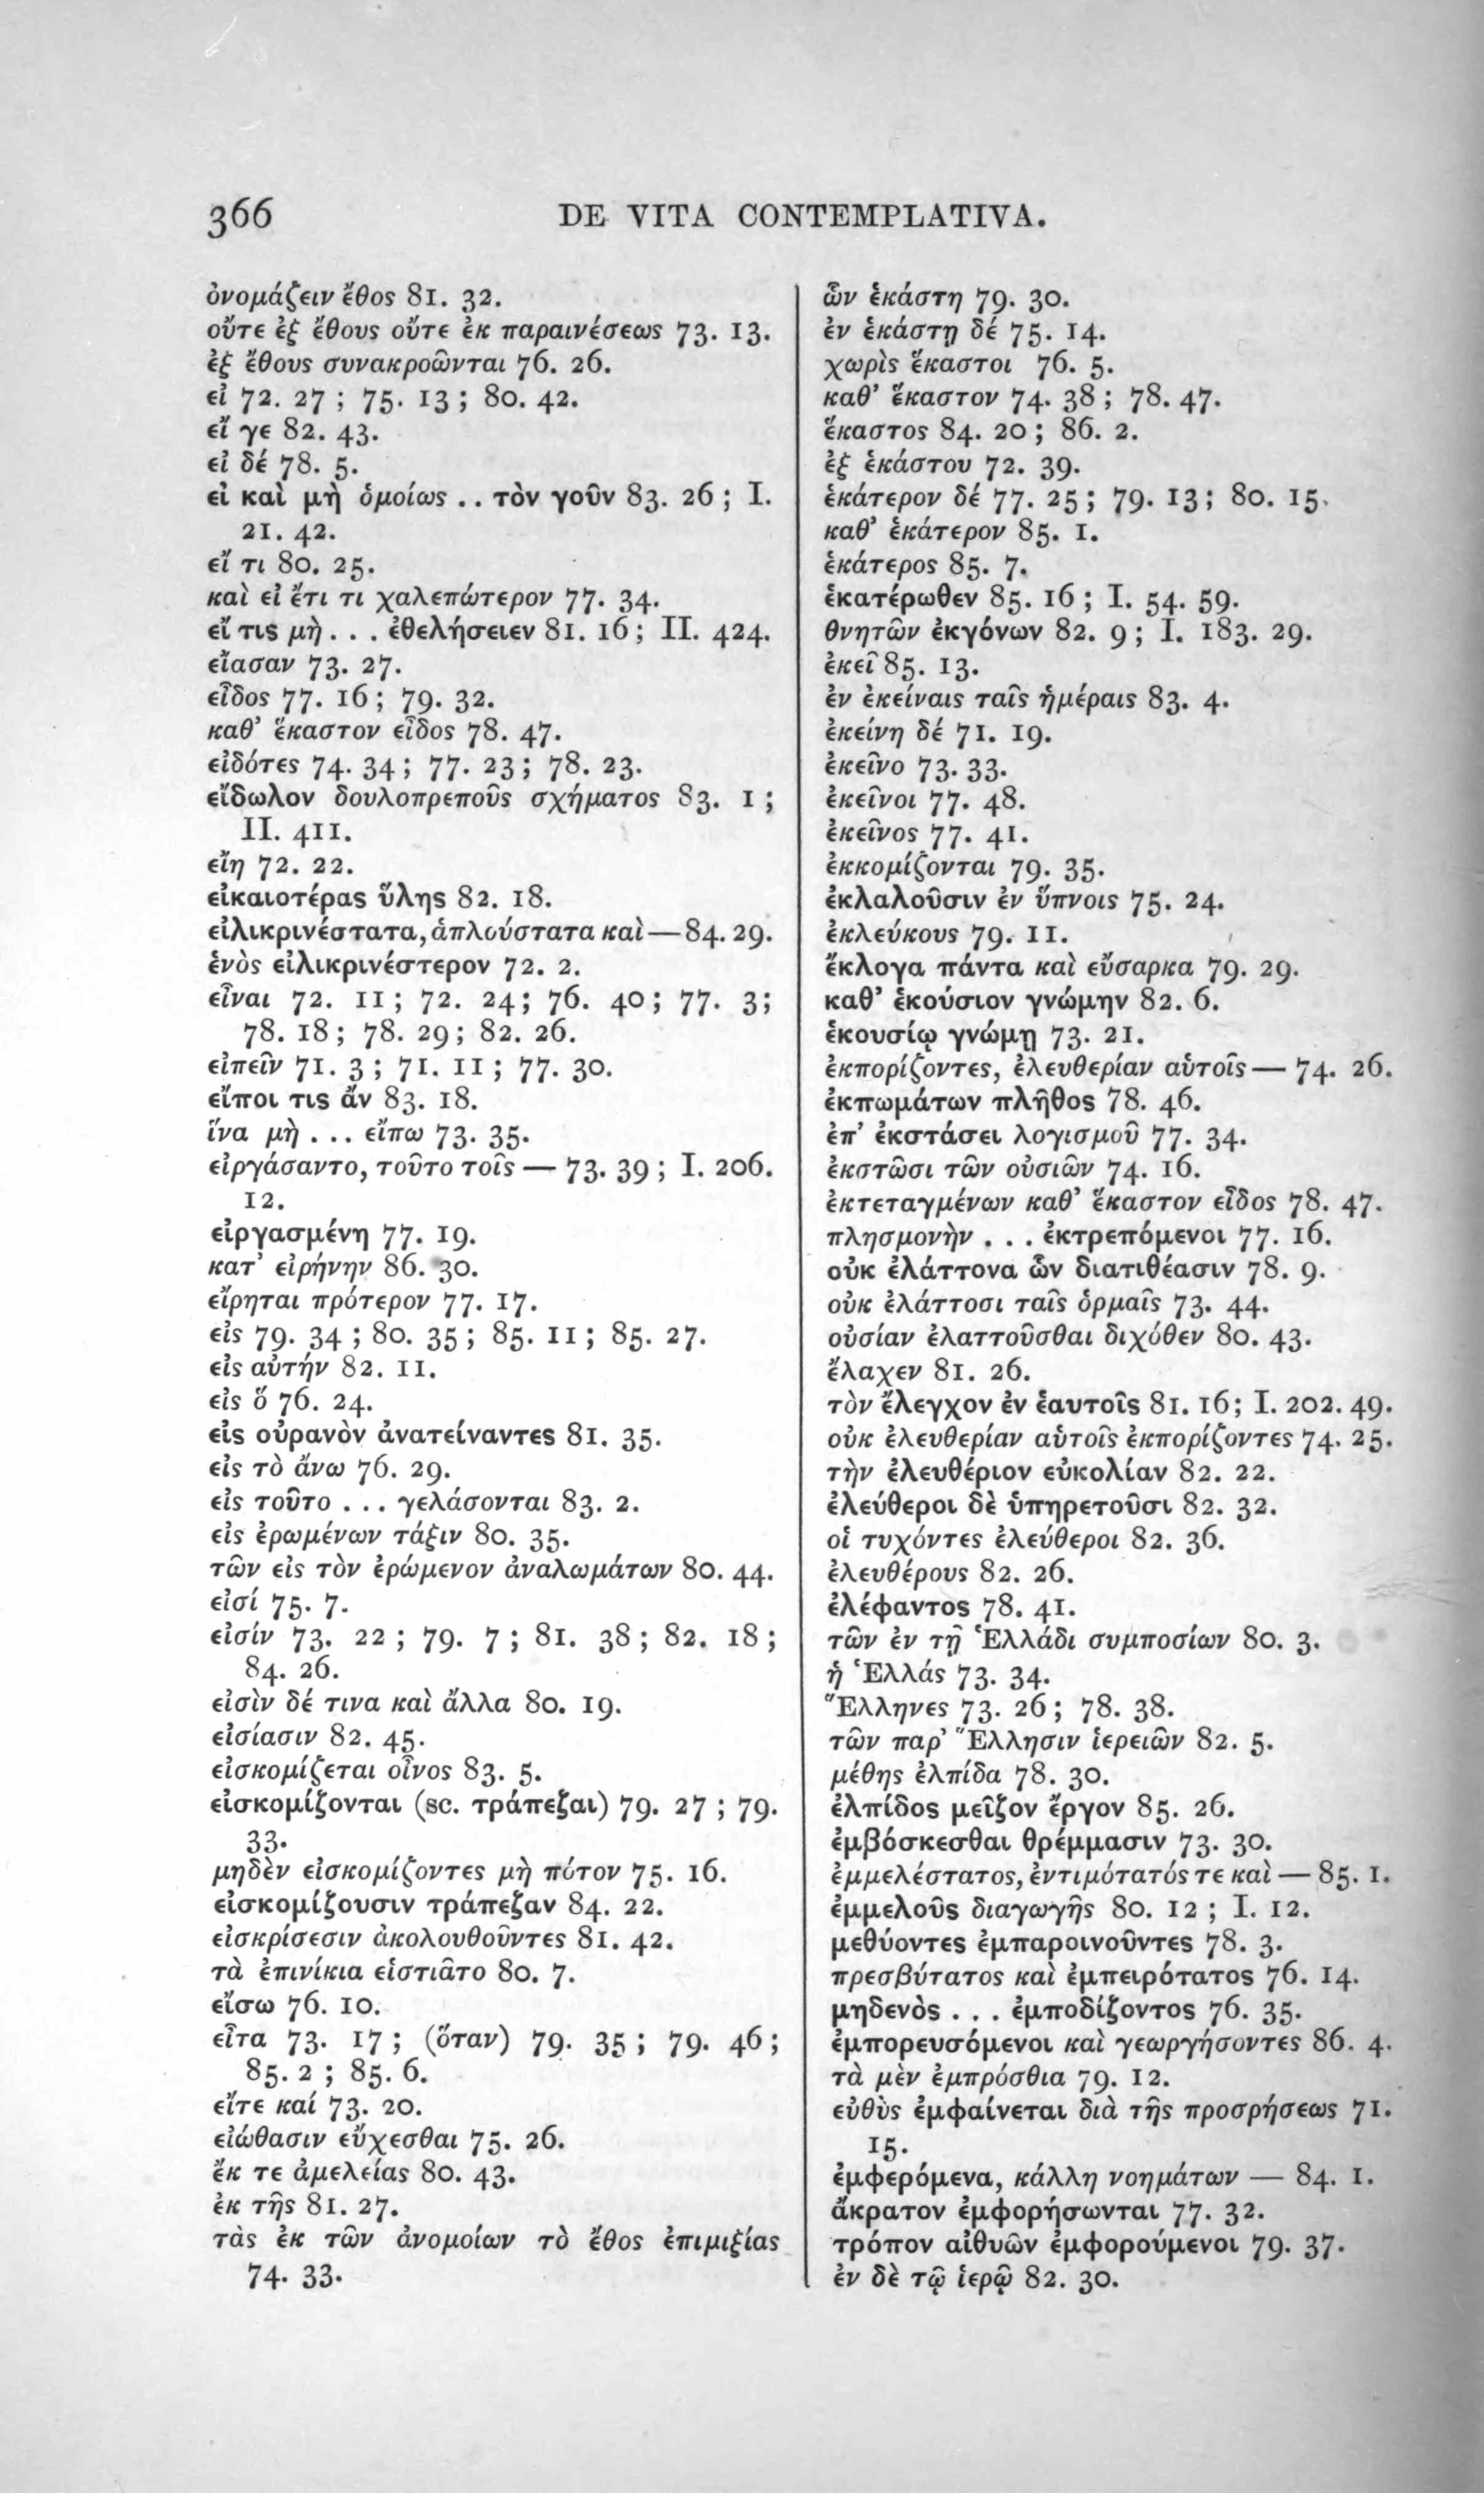 366
DE VITA CONTEMPLATIVA.
ὀνομάζειν ἔθος 81. 32.
οὔτε ἐξ ἔθους οὔτε ἐκ παραινέσεως 73. 13.
ἐξ ἔθους συνακροῶνται 76. 26.
εἰ 72. 27 ; 75. 13 ; 80. 42.
εἴ γε 82. 43.
εἰ δέ 78. 5.
εἰ καὶ μὴ ὁμοίως .. τὸν γοῦν 83. 26 ; I.
21. 42.
εἴ τι 80. 25.
καὶ εἰ ἔτι τι χαλεπώτερον 77. 34.
εἴ τις μὴ . . . ἐθελήσειεν 81. 16 ; II. 424.
εἴασαν 73. 27.
εἶδος 77. 16 ; 79. 32.
καθ’ ἕκαστον εἶδος 78. 47.
εἰδότες 74. 34 ; 77. 23 ; 78. 23.
εἴδωλον δουλοπρεποῦς σχήματος 83. 1 ;
II. 411.
εἴη 72. 22.
εἰκαιοτέρας ὕλης 82. 18.
εἰλικρινέστατα, ἁπλούστατα καὶ—84. 29.
ἑνὸς εἰλικρινέστερον 72. 2.
εἶναι 72. 11 ; 72. 24 ; 76. 40 ; 77. 3 ;
78. 18 ; 78. 29 ; 82. 26.
εἰπεῖν 71. 3 ; 71. 11 ; 77. 30.
εἴποι τις ἄν 83. 18.
ἵνα μὴ . . . εἴπω 73. 35.
εἰργάσαντο, τοῦτο τοῖς — 73. 39 ; I. 206.
12.
εἰργασμένη 77. 19.
κατ’ εἰρήνην 86. 30.
εἴρηται πρότερον 77. 17.
εἰς 79. 34 ; 80. 35 ; 85. 11 ; 85. 27.
εἰς αὐτήν 82. 11.
εἰς ὅ 76. 24.
εἰς οὐρανὸν ἀνατείναντες 81. 35.
εἰς τὸ ἄνω 76. 29.
εἰς τοῦτο . . . γελάσονται 83. 2.
εἰς ἐρωμένων τάξιν 80. 35.
τῶν εἰς τὸν ἐρώμενον ἀναλωμάτων 80. 44.
εἰσί 75. 7.
εἰσίν 73. 22 ; 79. 7 ; 81. 38 ; 82. 18 ;
84. 26.
εἰσὶν δέ τινα καὶ ἄλλα 80. 19.
εἰσίασιν 82. 45.
εἰσκομίζεται οἶνος 83. 5.
εἰσκομίζονται (sc. τράπεζαι) 79. 27 ; 79.
33.
μηδὲν εἰσκομίζοντες μὴ πότον 75. 16.
εἰσκομίζουσιν τράπεζαν 84. 22.
εἰσκρίσεσιν ἀκολουθοῦντες 81. 42.
τὰ ἐπινίκια εἱστιᾶτο 80. 7.
εἴσω 76. 10.
εἶτα 73. 17 ; (ὅταν) 79. 35 ; 79. 46 ;
85. 2 ; 85. 6.
εἴτε καί 73. 20.
εἰώθασιν εὔχεσθαι 75. 26.
ἔκ τε ἀμελείας 80. 43.
ἐκ τῆς 81. 27.
τὰς ἐκ τῶν ἀνομοίων τὸ ἔθος ἐπιμιξίας
74. 33.
ὧν ἑκάστη 79. 30.
ἐν ἑκάστῃ δέ 75. 14.
χωρὶς ἕκαστοι 76. 5.
καθ’ ἕκαστον 74. 38 ; 78. 47.
ἕκαστος 84. 20 ; 86. 2.
ἐξ ἑκάστου 72. 39.
ἑκάτερον δέ 77. 25 ; 79. 13 ; 80. 15.
καθ’ ἑκάτερον 85. 1.
ἑκάτερος 85. 7.
ἑκατέρωθεν 85. 16 ; I. 54. 59.
θνητῶν ἐκγόνων 82. 9 ; I. 183. 29.
ἐκεῖ 85. 13.
ἐν ἐκείναις ταῖς ἡμέραις 83. 4.
ἐκείνη δέ 71. 19.
ἐκεῖνο 73. 33.
ἐκεῖνοι 77. 48.
ἐκεῖνος 77. 41.
ἐκκομίζονται 79. 35.
ἐκλαλοῦσιν ἐν ὕπνοις 75. 24.
ἐκλεύκους 79. 11.
ἔκλογα πάντα καὶ εὔσαρκα 79. 29.
καθ’ ἑκούσιον γνώμην 82. 6.
ἑκουσίῳ γνώμῃ 73. 21.
ἐκπορίζοντες, ἐλευθερίαν αὑτοῖς— 74. 26.
ἐκπωμάτων πλῆθος 78. 46.
ἐπ’ ἐκστάσει λογισμοῦ 77. 34.
ἐκστῶσι τῶν οὐσιῶν 74. 16.
ἐκτεταγμένων καθ’ ἕκαστον εἶδος 78. 47.
πλησμονὴν . . . ἐκτρεπόμενοι 77. 16.
οὐκ ἐλάττονα ὧν διατιθέασιν 78. 9.
οὐκ ἐλάττοσι ταῖς ὁρμαῖς 73. 44.
οὐσίαν ἐλαττοῦσθαι διχόθεν 80. 43.
ἔλαχεν 81. 26.
τὸν ἔλεγχον ἐν ἑαυτοῖς 81. 16 ; I. 202. 49.
οὐκ ἐλευθερίαν αὑτοῖς ἐκπορίζοντες 74. 25.
τὴν ἐλευθέριον εὐκολίαν 82. 22.
ἐλεύθεροι δὲ ὑπηρετοῦσι 82. 32.
οἱ τυχόντες ἐλεύθεροι 82. 36.
ἐλευθέρους 82. 26.
ἐλέφαντος 78. 41.
τῶν ἐν τῇ Ἑλλάδι συμποσίων 80. 3.
ἡ Ἑλλάς 73. 34.
Ἕλληνες 73. 26 ; 78. 38.
τῶν παρ’ Ἕλλησιν ἱερειῶν 82. 5.
μέθης ἐλπίδα 78. 30.
ἐλπίδος μεῖζον ἔργον 85. 26.
ἐμβόσκεσθαι θρέμμασιν 73. 30.
ἐμμελέστατος, ἐντιμότατός τε καὶ — 85. 1.
ἐμμελοῦς διαγωγῆς 80. 12 ; I. 12.
μεθύοντες ἐμπαροινοῦντες 78. 3.
πρεσβύτατος καὶ ἐμπειρότατος 76. 14.
μηδενὸς . . . ἐμποδίζοντος 76. 35.
ἐμπορευσόμενοι καὶ γεωργήσοντες 86. 4.
τὰ μὲν ἐμπρόσθια 79. 12.
εὐθὺς ἐμφαίνεται διὰ τῆς προσρήσεως 71.
15.
ἐμφερόμενα, κάλλη νοημάτων — 84. 1.
ἄκρατον ἐμφορήσωνται 77. 32.
τρόπον αἰθυῶν ἐμφορούμενοι 79. 37.
ἐν δὲ τῷ ἱερῷ 82. 30.